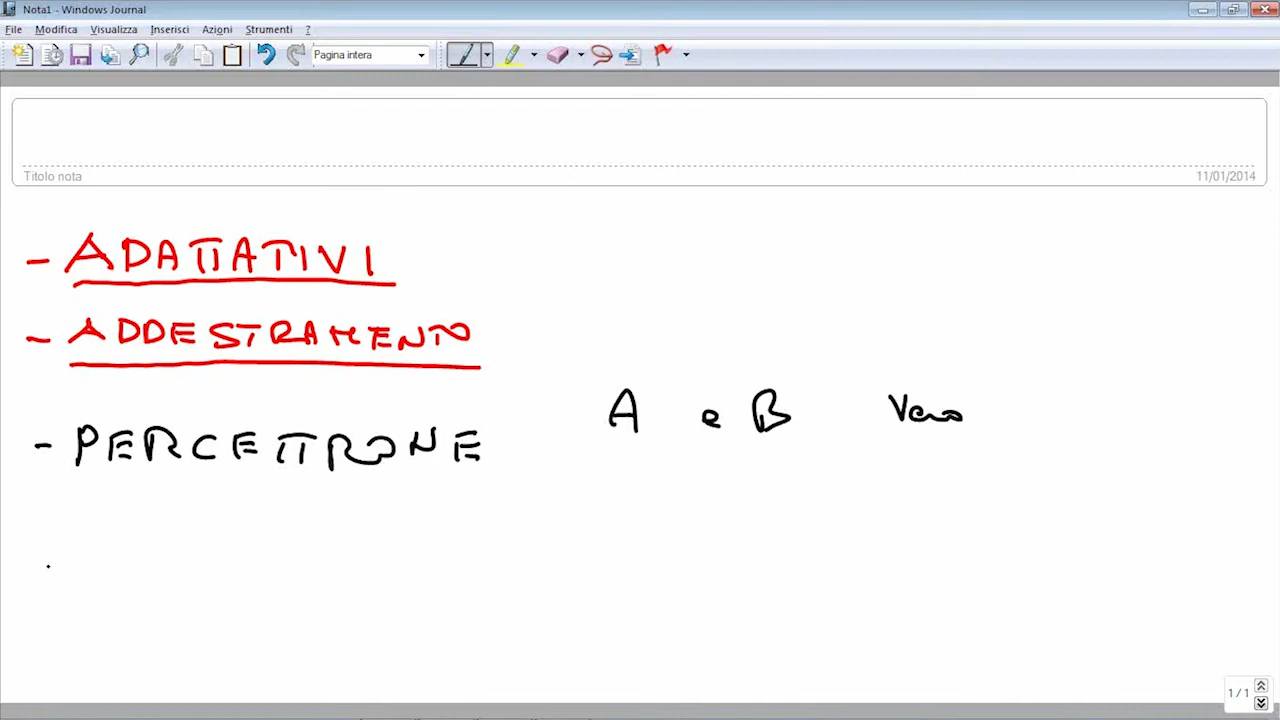 Nota1 - Windows Journal
File Modifica Visualizza Inserisci Azioni Strumenti ?
Pagina intera
Titolo nota 11/01/2014
- ADATTATIVI
- ADDESTRAMENTO
A e B Vero
- PERCETTRONE
1 / 1